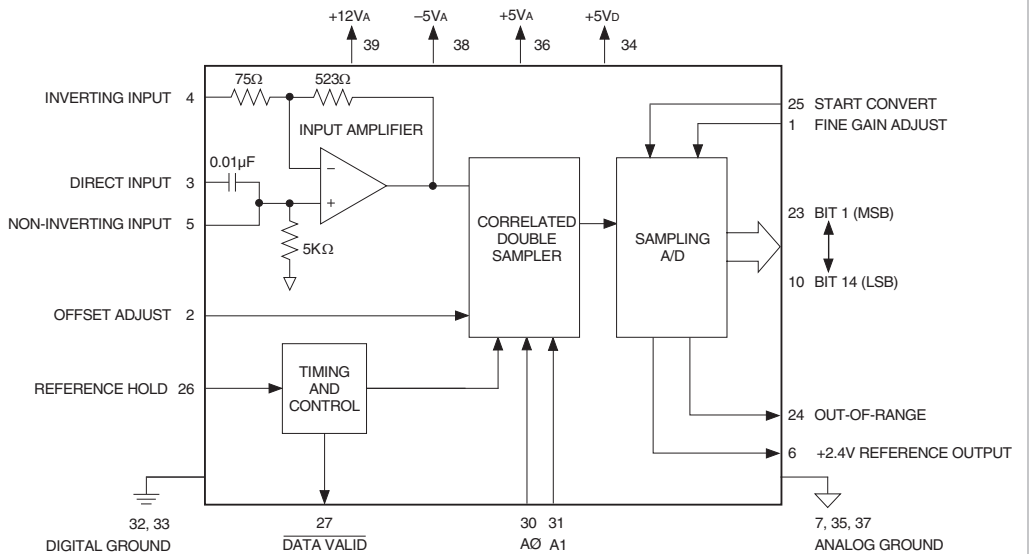 +12VA
39
–5VA
38
+5VA
36
+5VD
34
75Ω
523Ω
INVERTING INPUT 4
INPUT AMPLIFIER
0.01µF
DIRECT INPUT 3
NON-INVERTING INPUT 5
–
+
5KΩ
OFFSET ADJUST 2
REFERENCE HOLD 26
TIMING
AND
CONTROL
CORRELATED
DOUBLE
SAMPLER
SAMPLING
A/D
25 START CONVERT
1 FINE GAIN ADJUST
23 BIT 1 (MSB)
10 BIT 14 (LSB)
24 OUT-OF-RANGE
6 +2.4V REFERENCE OUTPUT
32, 33
DIGITAL GROUND
27
DATA VALID
30 31
AØ A1
7, 35, 37
ANALOG GROUND